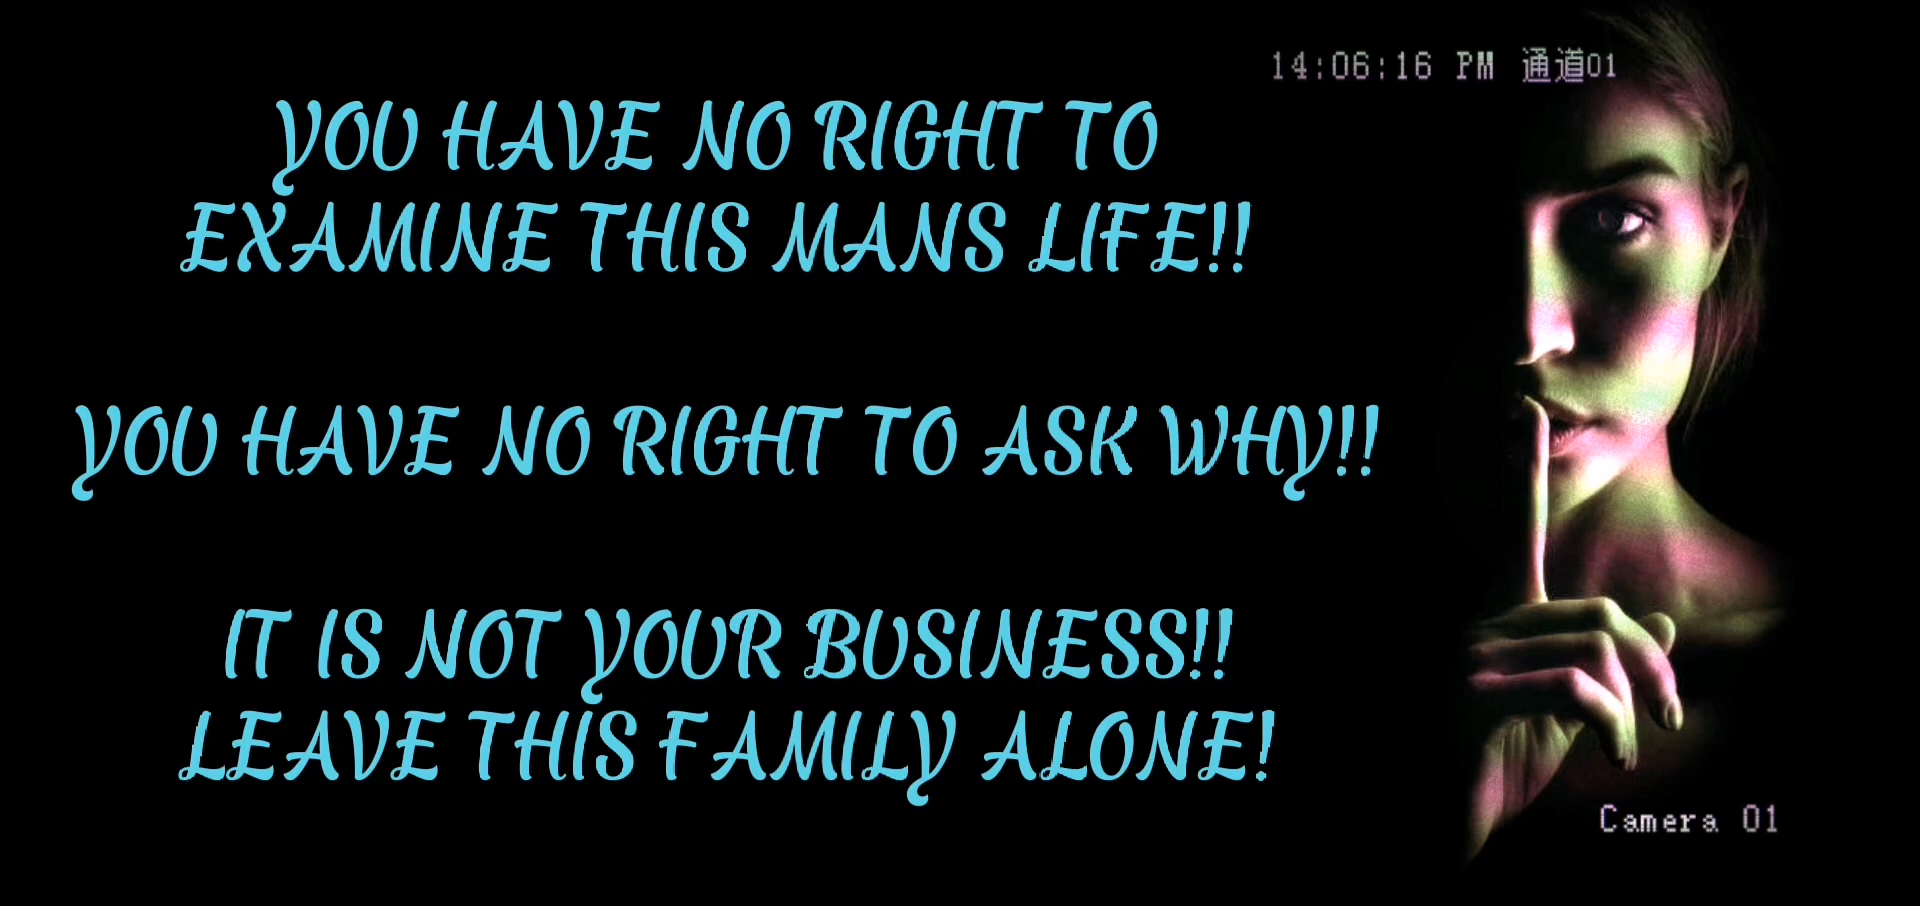 14:06:16 PM 通道01
YOU HAVE NO RIGHT TO
EXAMINE THIS MANS LIFE!!
YOU HAVE NO RIGHT TO ASK WHY!!
IT IS NOT YOUR BUSINESS!!
LEAVE THIS FAMILY ALONE!
Camera 01